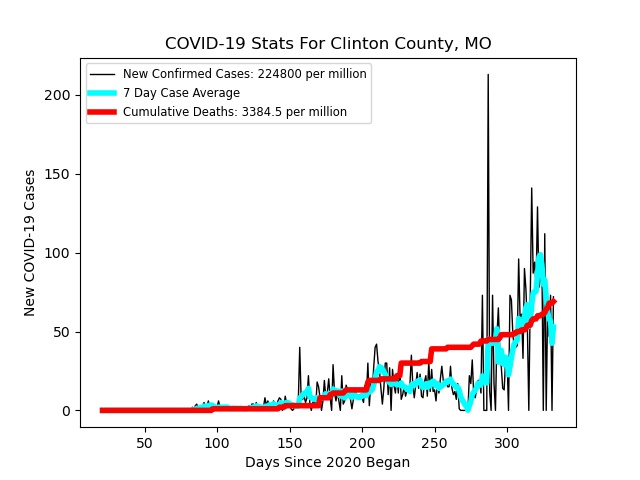 COVID-19 Stats For Clinton County, MO
New Confirmed Cases: 224800 per million
7 Day Case Average
Cumulative Deaths: 3384.5 per million
New COVID-19 Cases
200
150
100
50
0
50 100 150 200 250 300
Days Since 2020 Began